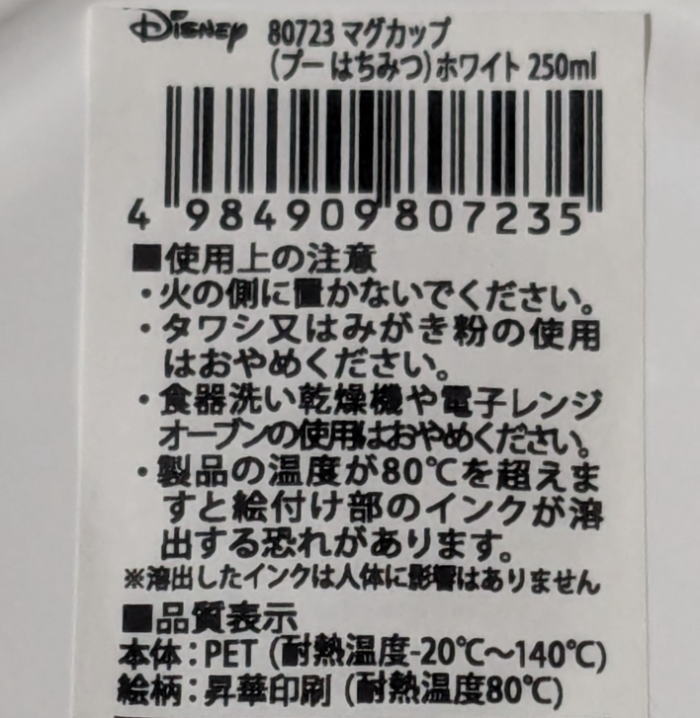 Disney 80723 マグカップ
(プー はちみつ)ホワイト 250ml
4 984909807235
■使用上の注意
・火の側に置かないでください。
・タワシ又はみがき粉の使用
はおやめください。
・食器洗い乾燥機や電子レンジ
オーブンの使用はおやめください。
・製品の温度が80℃を超えま
すと絵付け部のインクが溶
出する恐れがあります。
※溶出したインクは人体に影響はありません
■品質表示
本体：PET (耐熱温度-20℃～140℃)
絵柄：昇華印刷 (耐熱温度80℃)